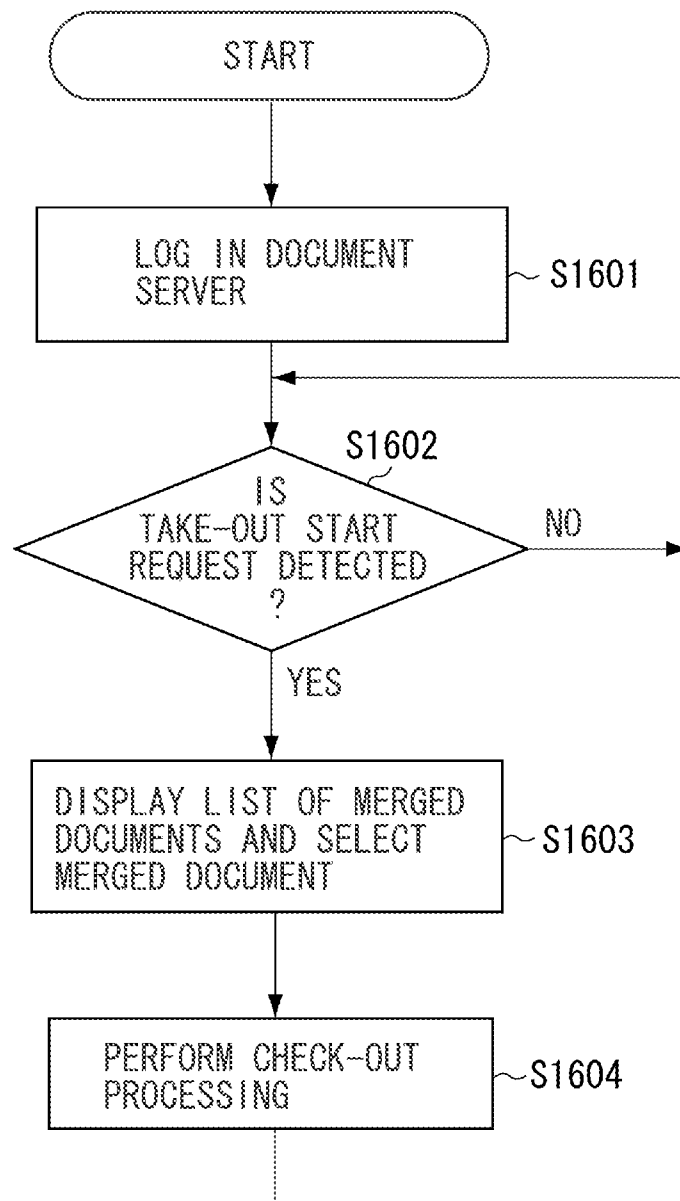 START
LOG IN DOCUMENT
SERVER
S1601
S1602
IS
TAKE-OUT START
REQUEST DETECTED
?
NO
YES
DISPLAY LIST OF MERGED
DOCUMENTS AND SELECT
MERGED DOCUMENT
S1603
PERFORM CHECK-OUT
PROCESSING
S1604